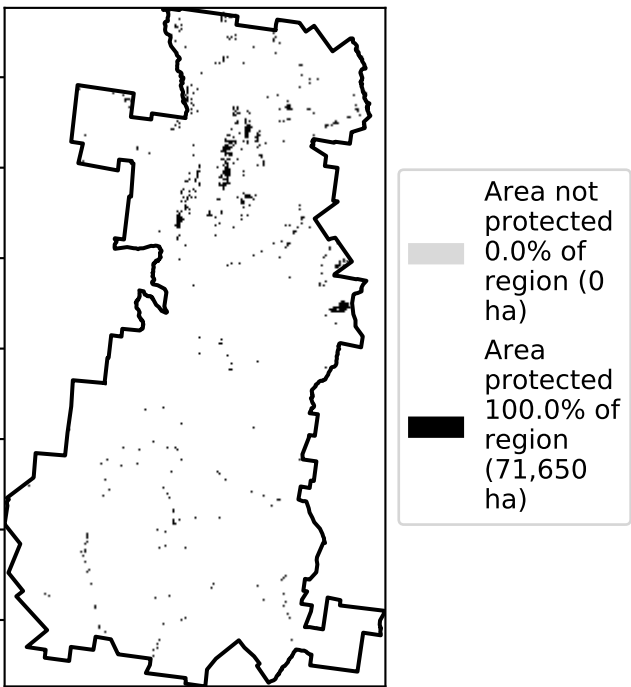 Area not
protected
0.0% of
region (0
ha)
Area
protected
100.0% of
region
(71,650
ha)